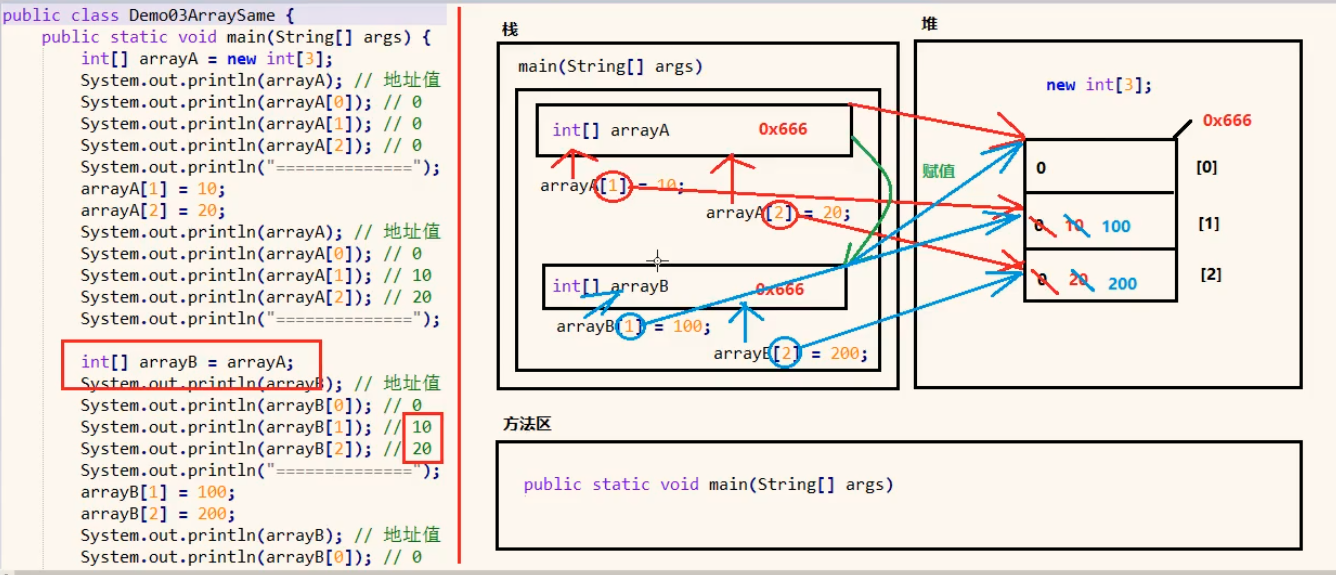 public class Demo03ArraySame {
public static void main(String[] args) {
int[] arrayA = new int[3];
System.out.println(arrayA); // 地址值
System.out.println(arrayA[0]); // 0
System.out.println(arrayA[1]); // 0
System.out.println(arrayA[2]); // 0
System.out.println("==============");
arrayA[1] = 10;
arrayA[2] = 20;
System.out.println(arrayA); // 地址值
System.out.println(arrayA[0]); // 0
System.out.println(arrayA[1]); // 10
System.out.println(arrayA[2]); // 20
System.out.println("==============");
int[] arrayB = arrayA;
System.out.println(arrayB); // 地址值
System.out.println(arrayB[0]); // 0
System.out.println(arrayB[1]); // 10
System.out.println(arrayB[2]); // 20
System.out.println("==============");
arrayB[1] = 100;
arrayB[2] = 200;
System.out.println(arrayB); // 地址值
System.out.println(arrayB[0]); // 0
栈
main(String[] args)
int[] arrayA 0x666
arrayA[1] = 10;
arrayA[2] = 20;
赋值
int[] arrayB 0x666
arrayB[1] = 100;
arrayB[2] = 200;
堆
new int[3];
0x666
0 [0]
0 10 100 [1]
0 20 200 [2]
方法区
public static void main(String[] args)